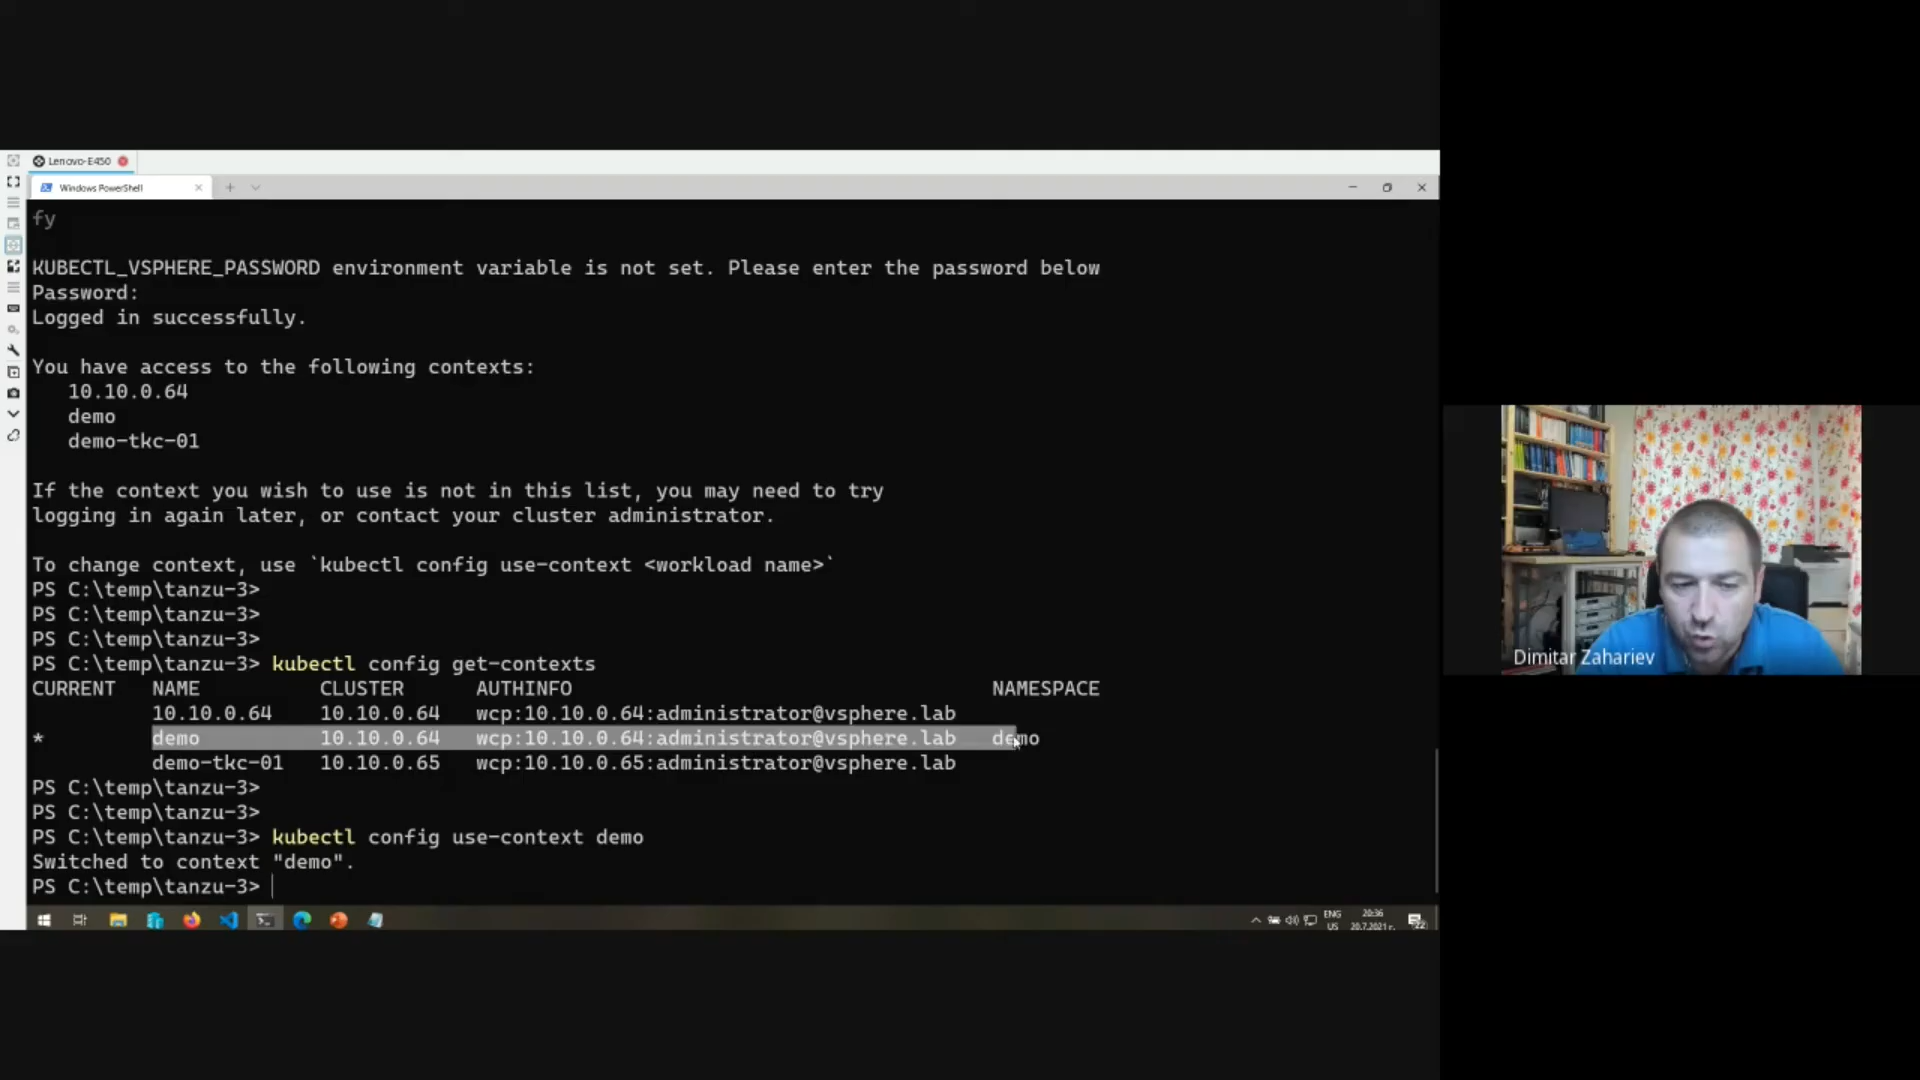 Lenovo-E450
Windows PowerShell
fy
KUBECTL_VSPHERE_PASSWORD environment variable is not set. Please enter the password below
Password:
Logged in successfully.
You have access to the following contexts:
10.10.0.64
demo
demo-tkc-01
If the context you wish to use is not in this list, you may need to try
logging in again later, or contact your cluster administrator.
To change context, use `kubectl config use-context <workload name>`
PS C:\temp\tanzu-3>
PS C:\temp\tanzu-3>
PS C:\temp\tanzu-3>
PS C:\temp\tanzu-3> kubectl config get-contexts
CURRENT NAME CLUSTER AUTHINFO NAMESPACE
10.10.0.64 10.10.0.64 wcp:10.10.0.64:administrator@vsphere.lab
* demo 10.10.0.64 wcp:10.10.0.64:administrator@vsphere.lab demo
demo-tkc-01 10.10.0.65 wcp:10.10.0.65:administrator@vsphere.lab
PS C:\temp\tanzu-3>
PS C:\temp\tanzu-3>
PS C:\temp\tanzu-3> kubectl config use-context demo
Switched to context "demo".
PS C:\temp\tanzu-3>
ENG 20:36
US 20.7.2021 г. 22
Dimitar Zahariev